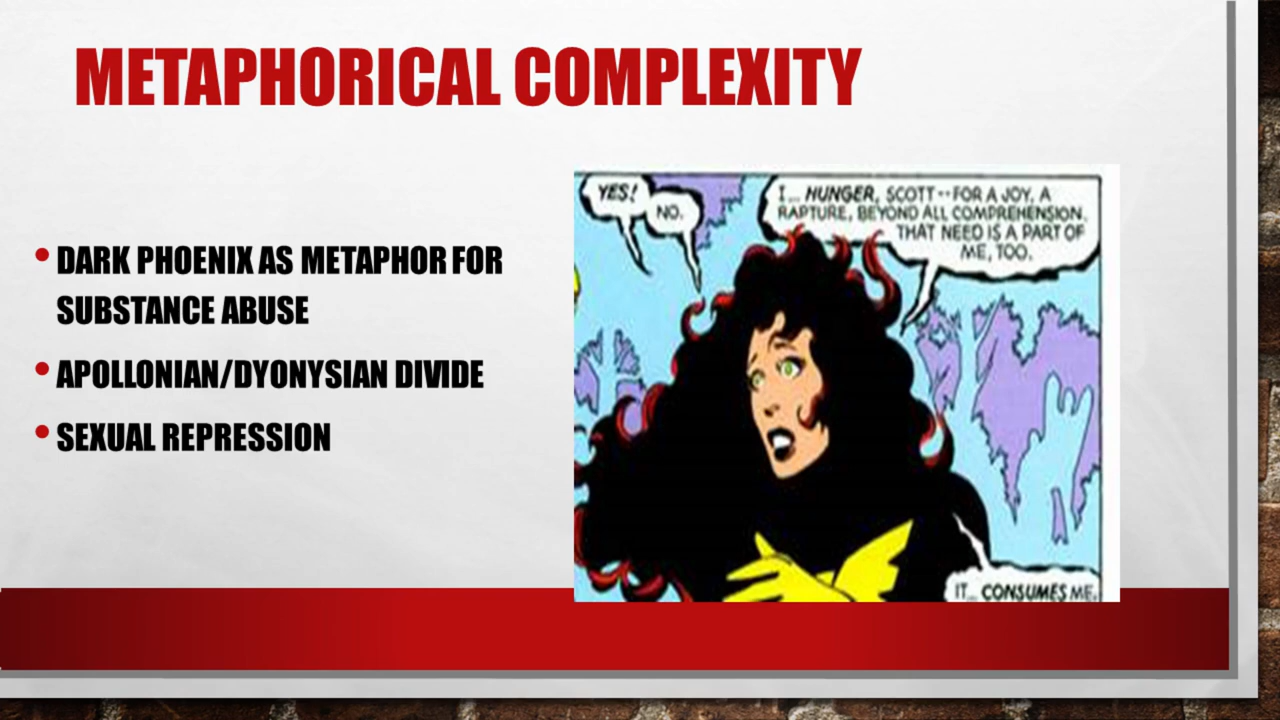 METAPHORICAL COMPLEXITY
• DARK PHOENIX AS METAPHOR FOR
SUBSTANCE ABUSE
• APOLLONIAN/DYONYSIAN DIVIDE
• SEXUAL REPRESSION
YES!
NO.
I... HUNGER, SCOTT--FOR A JOY, A
RAPTURE, BEYOND ALL COMPREHENSION.
THAT NEED IS A PART OF
ME, TOO.
IT... CONSUMES ME.